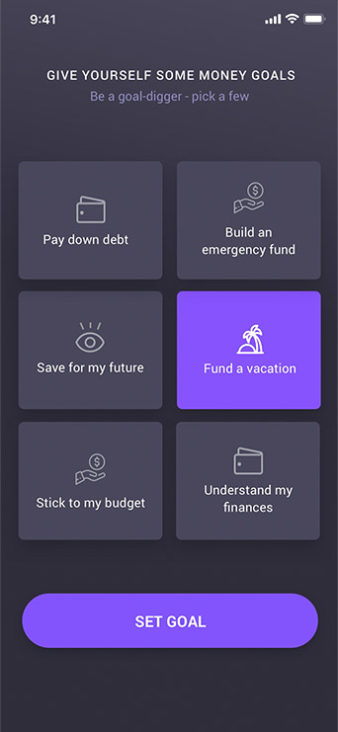 9:41
GIVE YOURSELF SOME MONEY GOALS
Be a goal-digger - pick a few
Pay down debt
Build an
emergency fund
Save for my future
Fund a vacation
Stick to my budget
Understand my
finances
SET GOAL